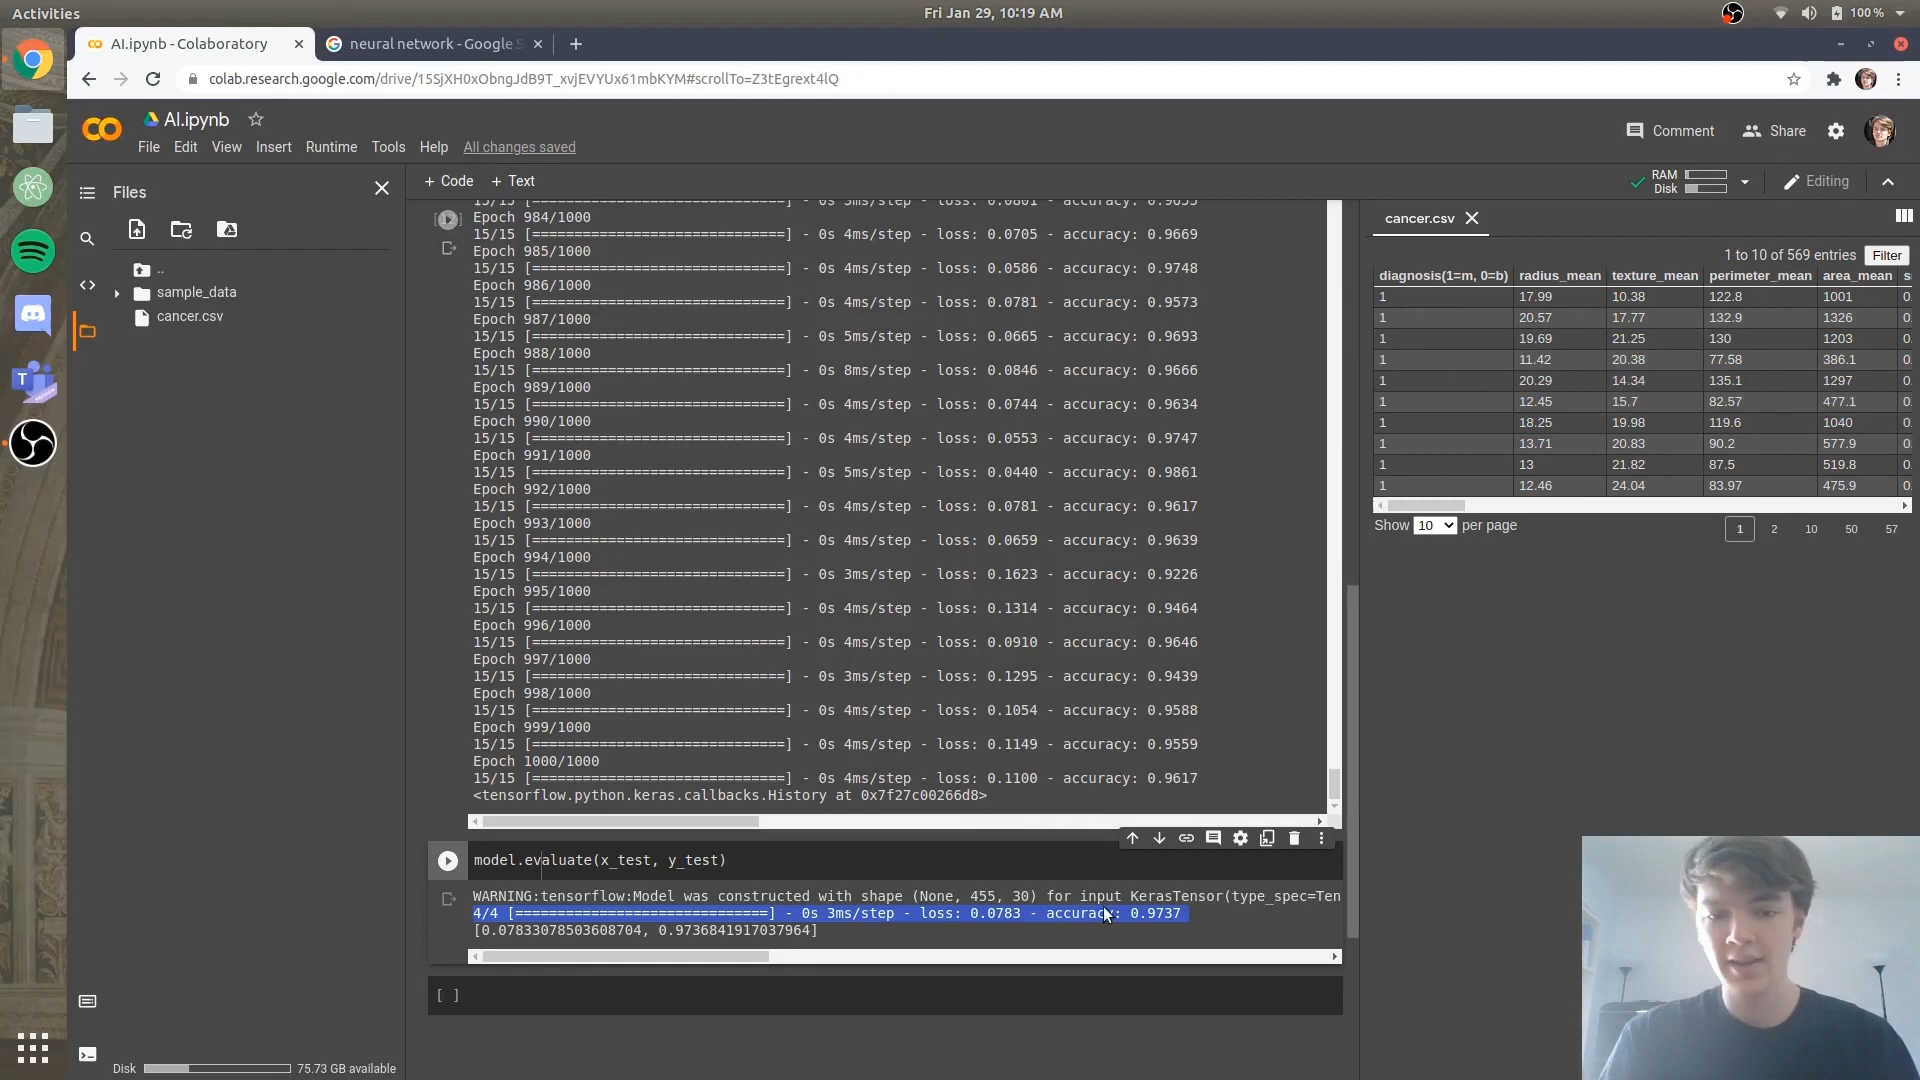 Activities
Fri Jan 29, 10:19 AM
100 %
AI.ipynb - Colaboratory
neural network - Google S
colab.research.google.com/drive/15SjXH0xObngJdB9T_xvjEVYUx61mbKYM#scrollTo=Z3tEgrext4lQ
AI.ipynb
Comment
Share
File Edit View Insert Runtime Tools Help All changes saved
Files
+ Code + Text
RAM
Disk
Editing
..
sample_data
cancer.csv
15/15 [==============================] - 0s 3ms/step - loss: 0.0801 - accuracy: 0.9655
Epoch 984/1000
15/15 [==============================] - 0s 4ms/step - loss: 0.0705 - accuracy: 0.9669
Epoch 985/1000
15/15 [==============================] - 0s 4ms/step - loss: 0.0586 - accuracy: 0.9748
Epoch 986/1000
15/15 [==============================] - 0s 4ms/step - loss: 0.0781 - accuracy: 0.9573
Epoch 987/1000
15/15 [==============================] - 0s 5ms/step - loss: 0.0665 - accuracy: 0.9693
Epoch 988/1000
15/15 [==============================] - 0s 8ms/step - loss: 0.0846 - accuracy: 0.9666
Epoch 989/1000
15/15 [==============================] - 0s 4ms/step - loss: 0.0744 - accuracy: 0.9634
Epoch 990/1000
15/15 [==============================] - 0s 4ms/step - loss: 0.0553 - accuracy: 0.9747
Epoch 991/1000
15/15 [==============================] - 0s 5ms/step - loss: 0.0440 - accuracy: 0.9861
Epoch 992/1000
15/15 [==============================] - 0s 4ms/step - loss: 0.0781 - accuracy: 0.9617
Epoch 993/1000
15/15 [==============================] - 0s 4ms/step - loss: 0.0659 - accuracy: 0.9639
Epoch 994/1000
15/15 [==============================] - 0s 3ms/step - loss: 0.1623 - accuracy: 0.9226
Epoch 995/1000
15/15 [==============================] - 0s 4ms/step - loss: 0.1314 - accuracy: 0.9464
Epoch 996/1000
15/15 [==============================] - 0s 4ms/step - loss: 0.0910 - accuracy: 0.9646
Epoch 997/1000
15/15 [==============================] - 0s 3ms/step - loss: 0.1295 - accuracy: 0.9439
Epoch 998/1000
15/15 [==============================] - 0s 4ms/step - loss: 0.1054 - accuracy: 0.9588
Epoch 999/1000
15/15 [==============================] - 0s 4ms/step - loss: 0.1149 - accuracy: 0.9559
Epoch 1000/1000
15/15 [==============================] - 0s 4ms/step - loss: 0.1100 - accuracy: 0.9617
<tensorflow.python.keras.callbacks.History at 0x7f27c00266d8>
model.evaluate(x_test, y_test)
WARNING:tensorflow:Model was constructed with shape (None, 455, 30) for input KerasTensor(type_spec=Ten
4/4 [==============================] - 0s 3ms/step - loss: 0.0783 - accuracy: 0.9737
[0.07833078503608704, 0.9736841917037964]
[ ]
cancer.csv
1 to 10 of 569 entries Filter
diagnosis(1=m, 0=b) radius_mean texture_mean perimeter_mean area_mean s
1 17.99 10.38 122.8 1001 0.
1 20.57 17.77 132.9 1326 0.
1 19.69 21.25 130 1203 0.
1 11.42 20.38 77.58 386.1 0.
1 20.29 14.34 135.1 1297 0.
1 12.45 15.7 82.57 477.1 0.
1 18.25 19.98 119.6 1040 0.
1 13.71 20.83 90.2 577.9 0.
1 13 21.82 87.5 519.8 0.
1 12.46 24.04 83.97 475.9 0.
Show 10 per page 1 2 10 50 57
Disk 75.73 GB available